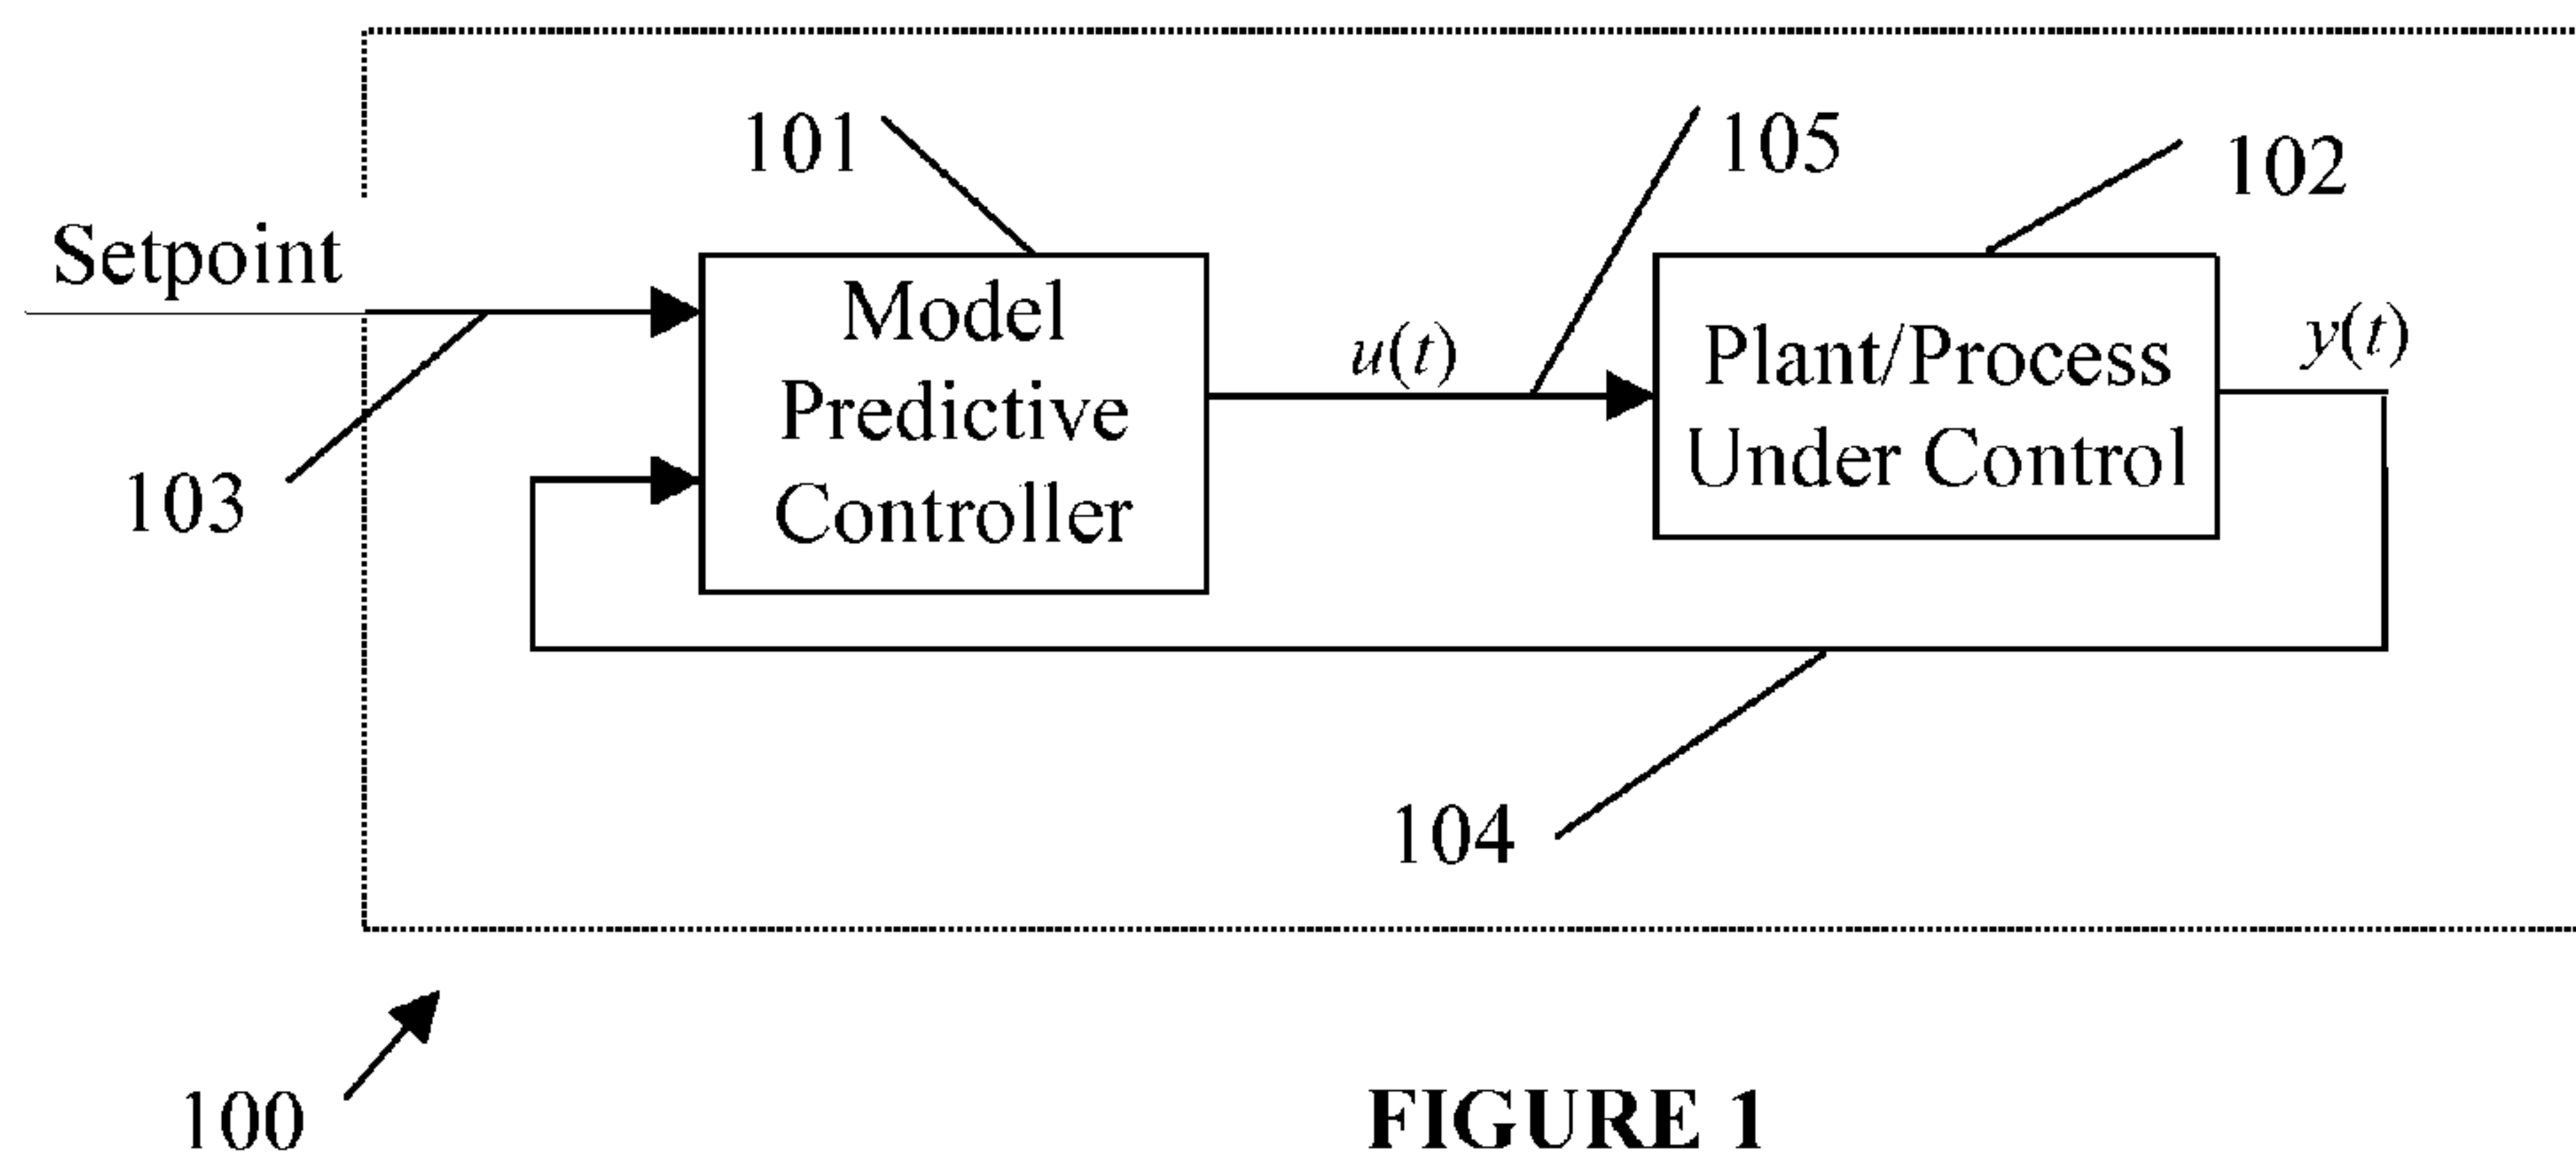 101
105
102
Setpoint
Model
Predictive
Controller
u(t)
Plant/Process
Under Control
y(t)
103
104
100
FIGURE 1